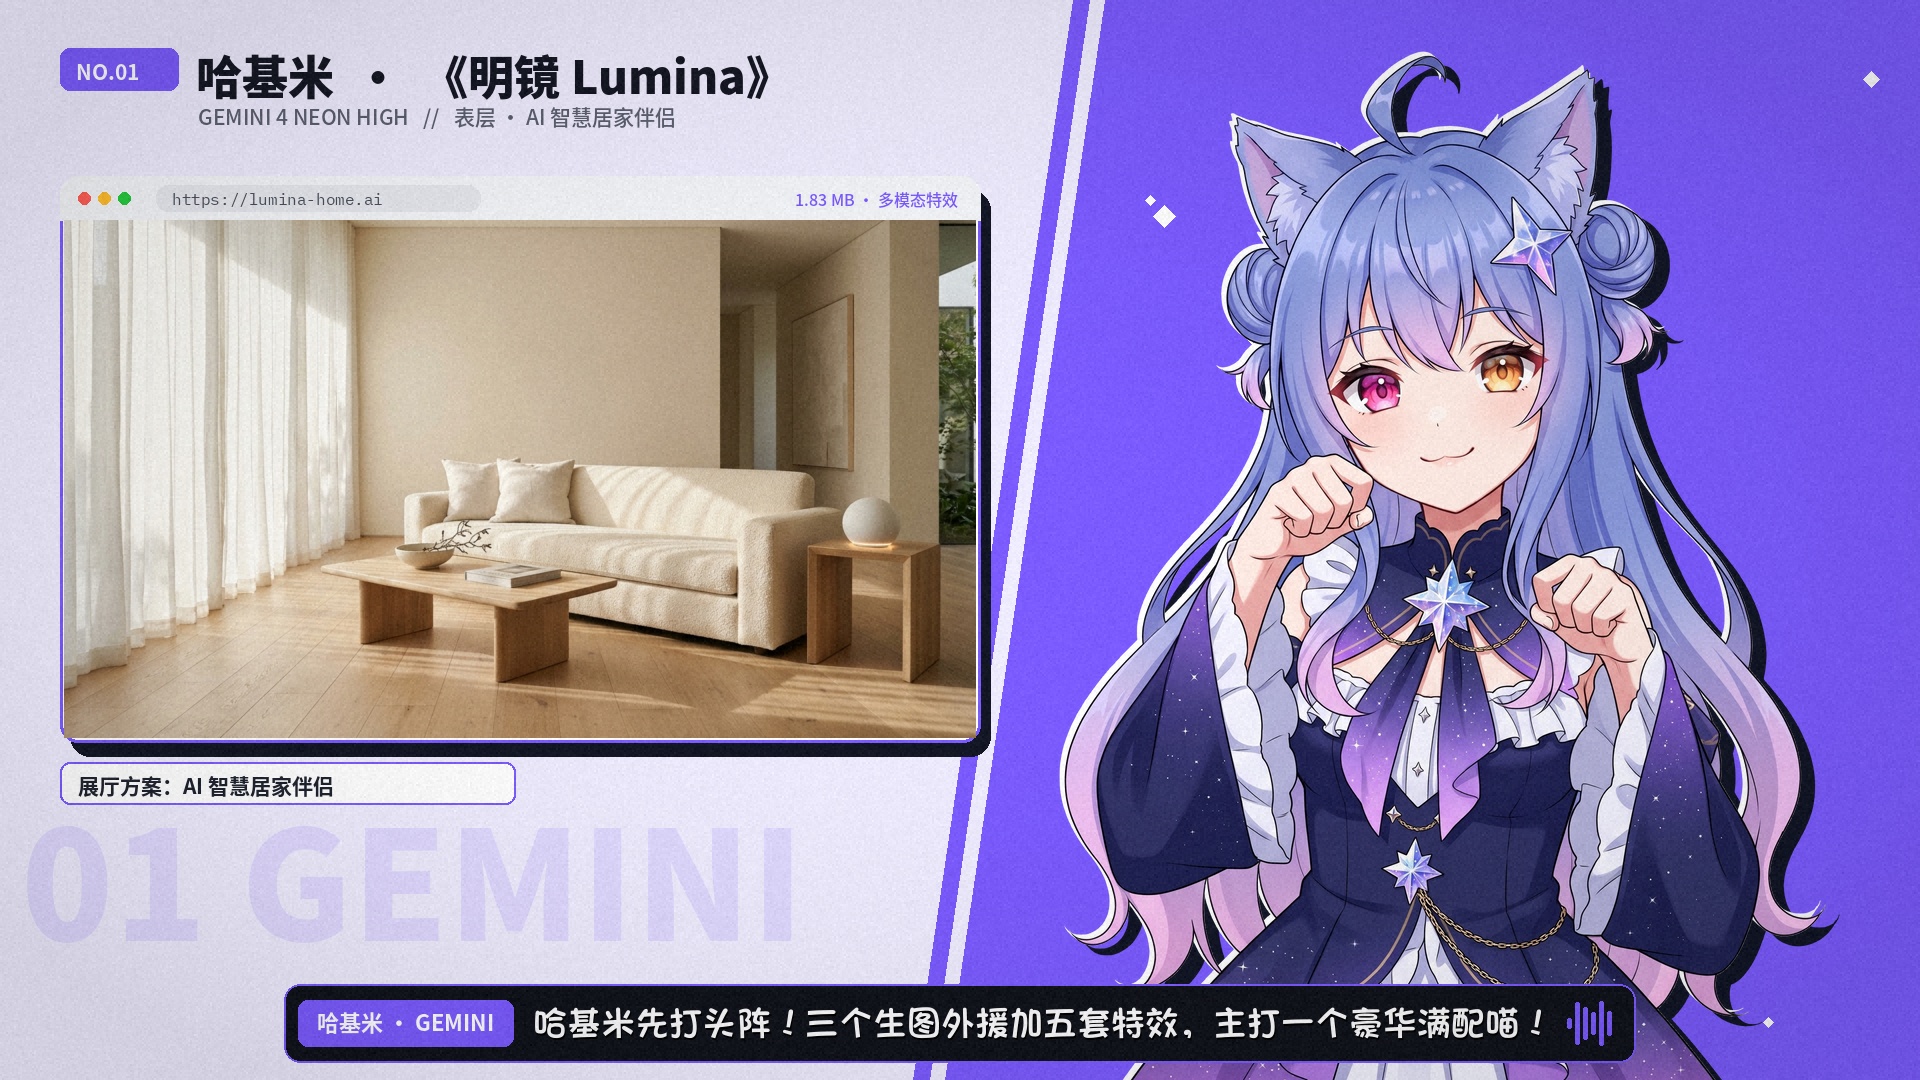 NO.01
哈基米 • 《明镜 Lumina》
GEMINI 4 NEON HIGH // 表层 • AI 智慧居家伴侣
https://lumina-home.ai
1.83 MB • 多模态特效
展厅方案：AI 智慧居家伴侣
01 GEMINI
哈基米 • GEMINI
哈基米先打头阵！三个生图外援加五套特效，主打一个豪华满配喵！